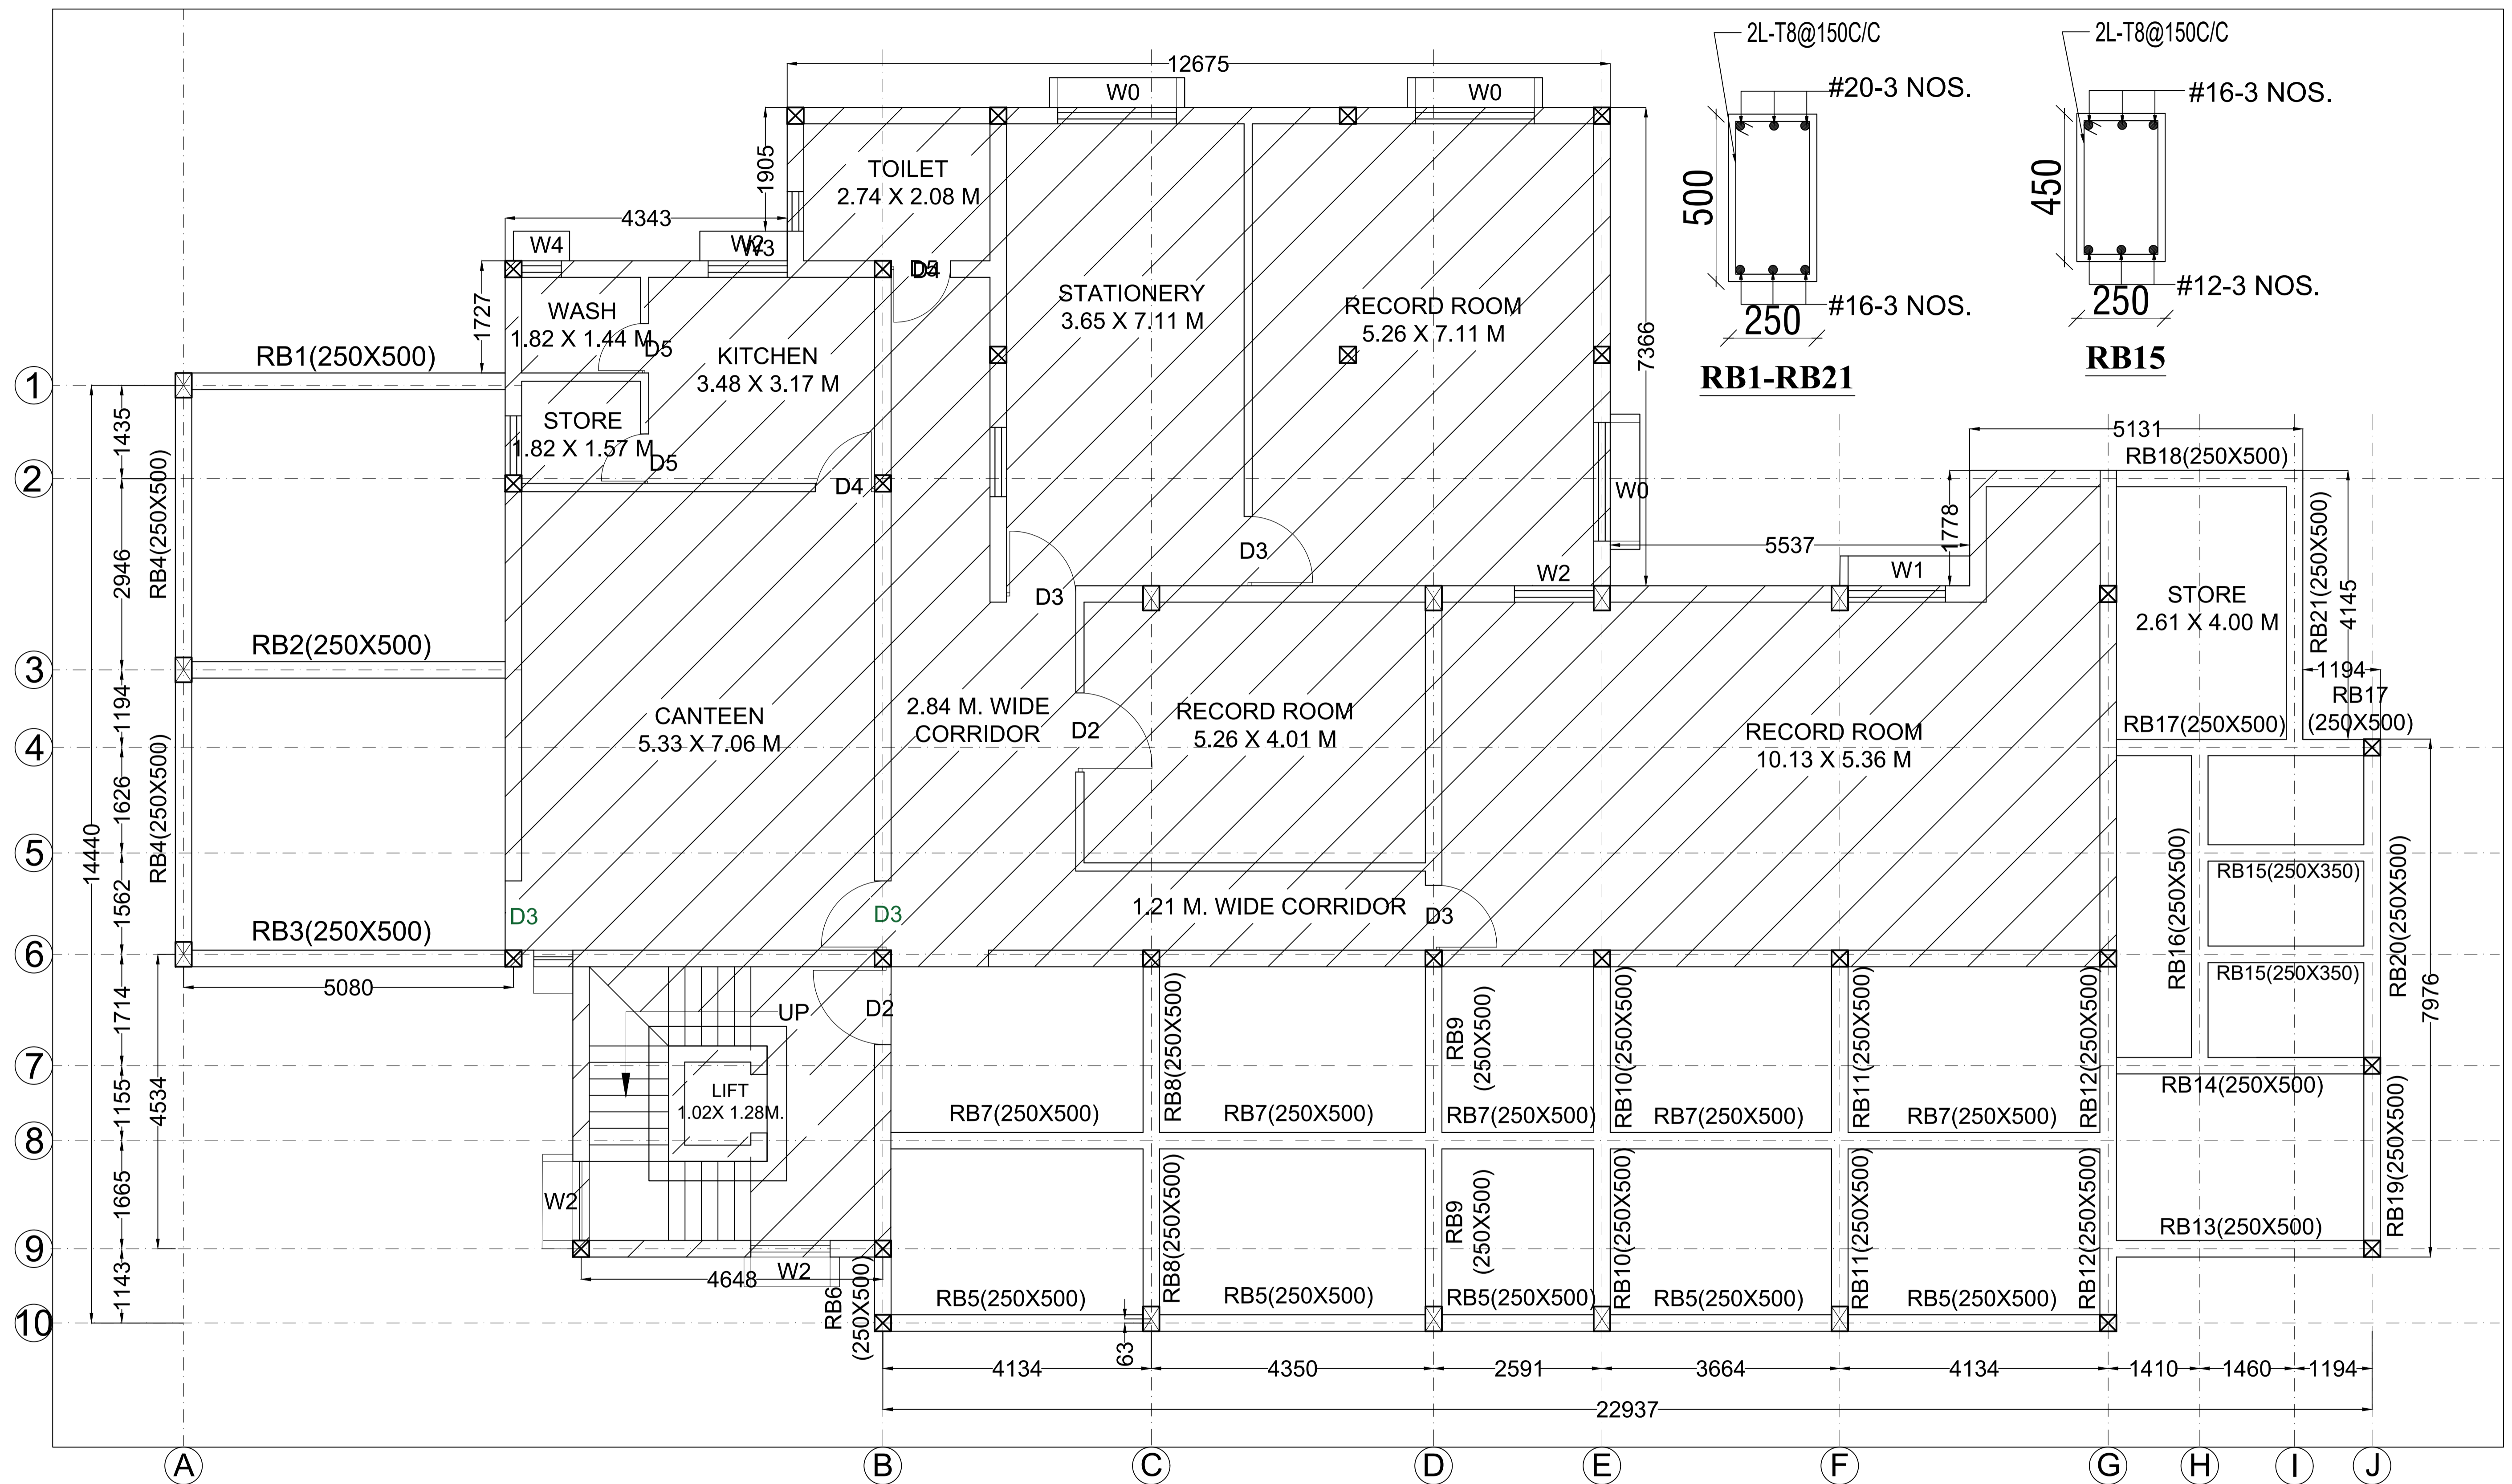 2L-T8@150C/C
2L-T8@150C/C
12675
W0
W0
#20-3 NOS.
#16-3 NOS.
1905
TOILET
2.74 X 2.08 M
500
450
4343
W4
W2
W3
D4
#16-3 NOS.
#12-3 NOS.
250
250
RB1-RB21
RB15
1727
WASH
1.82 X 1.44 M
D5
STATIONERY
3.65 X 7.11 M
RECORD ROOM
5.26 X 7.11 M
7366
RB1(250X500)
KITCHEN
3.48 X 3.17 M
1
1435
STORE
1.82 X 1.57 M
D5
5131
RB18(250X500)
2
D4
W0
RB4(250X500)
2946
D3
5537
1778
RB21(250X500)
4145
W2
W1
D3
STORE
2.61 X 4.00 M
RB2(250X500)
3
1194
1194
RB17
(250X500)
CANTEEN
5.33 X 7.06 M
2.84 M. WIDE
CORRIDOR
D2
RECORD ROOM
5.26 X 4.01 M
RECORD ROOM
10.13 X 5.36 M
RB17(250X500)
4
1626
RB4(250X500)
14440
5
1562
RB16(250X500)
RB15(250X350)
RB20(250X500)
D3
D3
1.21 M. WIDE CORRIDOR
D3
RB3(250X500)
6
5080
1714
RB15(250X350)
7976
UP
D2
RB8(250X500)
RB9
(250X500)
RB10(250X500)
RB11(250X500)
RB12(250X500)
7
1155
4534
LIFT
1.02X 1.28M.
RB14(250X500)
RB7(250X500)
RB7(250X500)
RB7(250X500)
RB7(250X500)
RB7(250X500)
8
1665
W2
RB8(250X500)
RB9
(250X500)
RB10(250X500)
RB11(250X500)
RB12(250X500)
RB19(250X500)
RB13(250X500)
9
1143
4648
W2
RB6
(250X500)
RB5(250X500)
RB5(250X500)
RB5(250X500)
RB5(250X500)
RB5(250X500)
10
63
4134
4350
2591
3664
4134
1410
1460
1194
22937
A
B
C
D
E
F
G
H
I
J